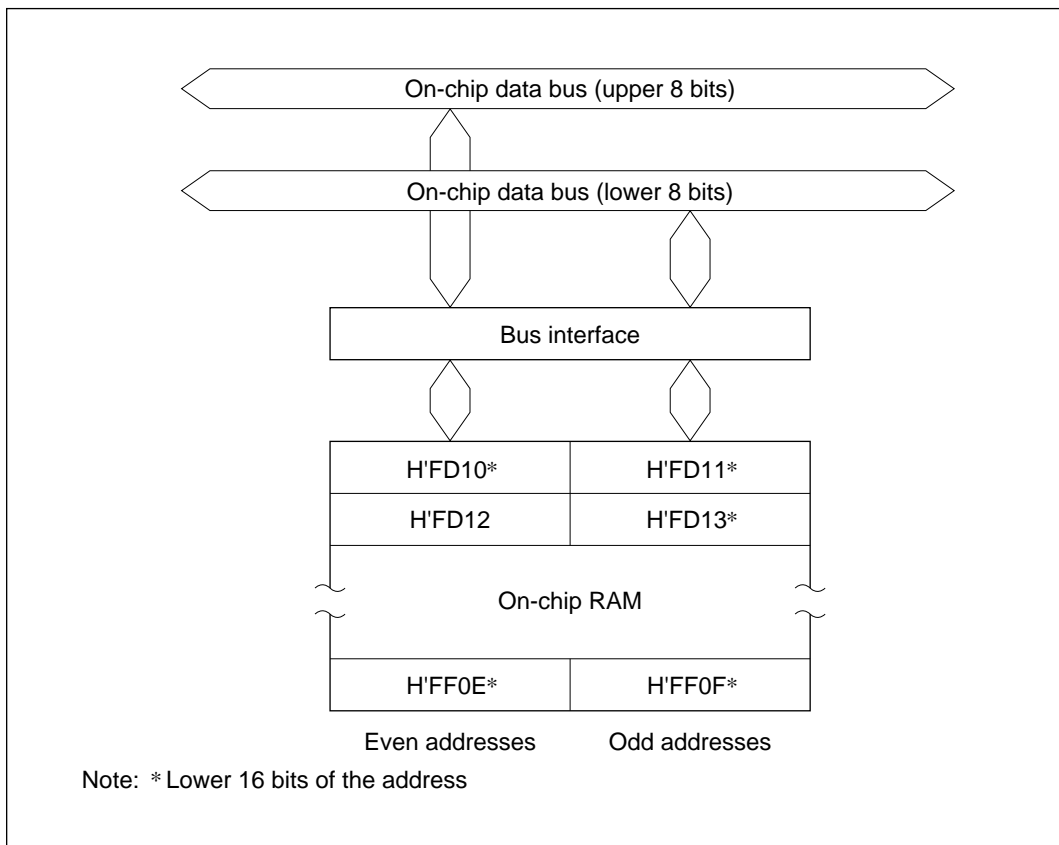 On-chip data bus (upper 8 bits)
On-chip data bus (lower 8 bits)
Bus interface
H'FD10* H'FD11*
H'FD12 H'FD13*
On-chip RAM
H'FF0E* H'FF0F*
Even addresses Odd addresses
Note: * Lower 16 bits of the address